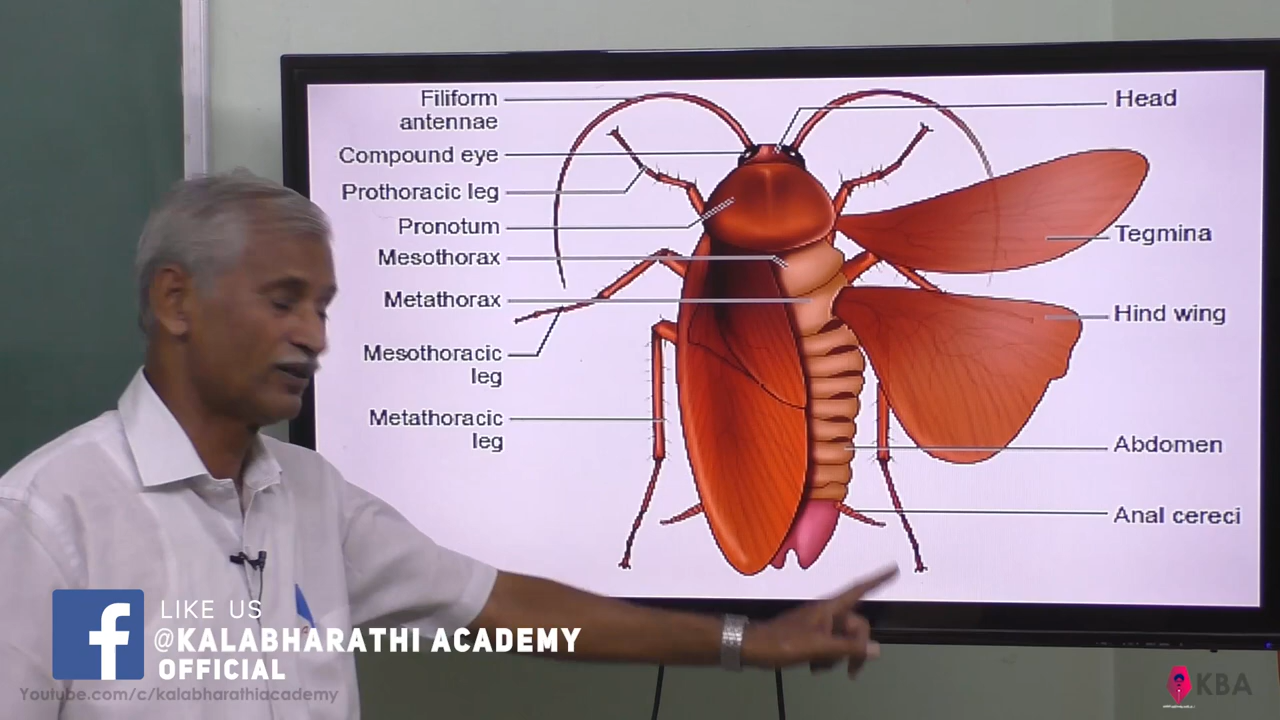 Filiform
antennae
Compound eye
Prothoracic leg
Pronotum
Mesothorax
Metathorax
Mesothoracic
leg
Metathoracic
leg
Head
Tegmina
Hind wing
Abdomen
Anal cereci
f
LIKE US
@KALABHARATHI ACADEMY
OFFICIAL
Youtube.com/c/kalabharathiacademy
KBA